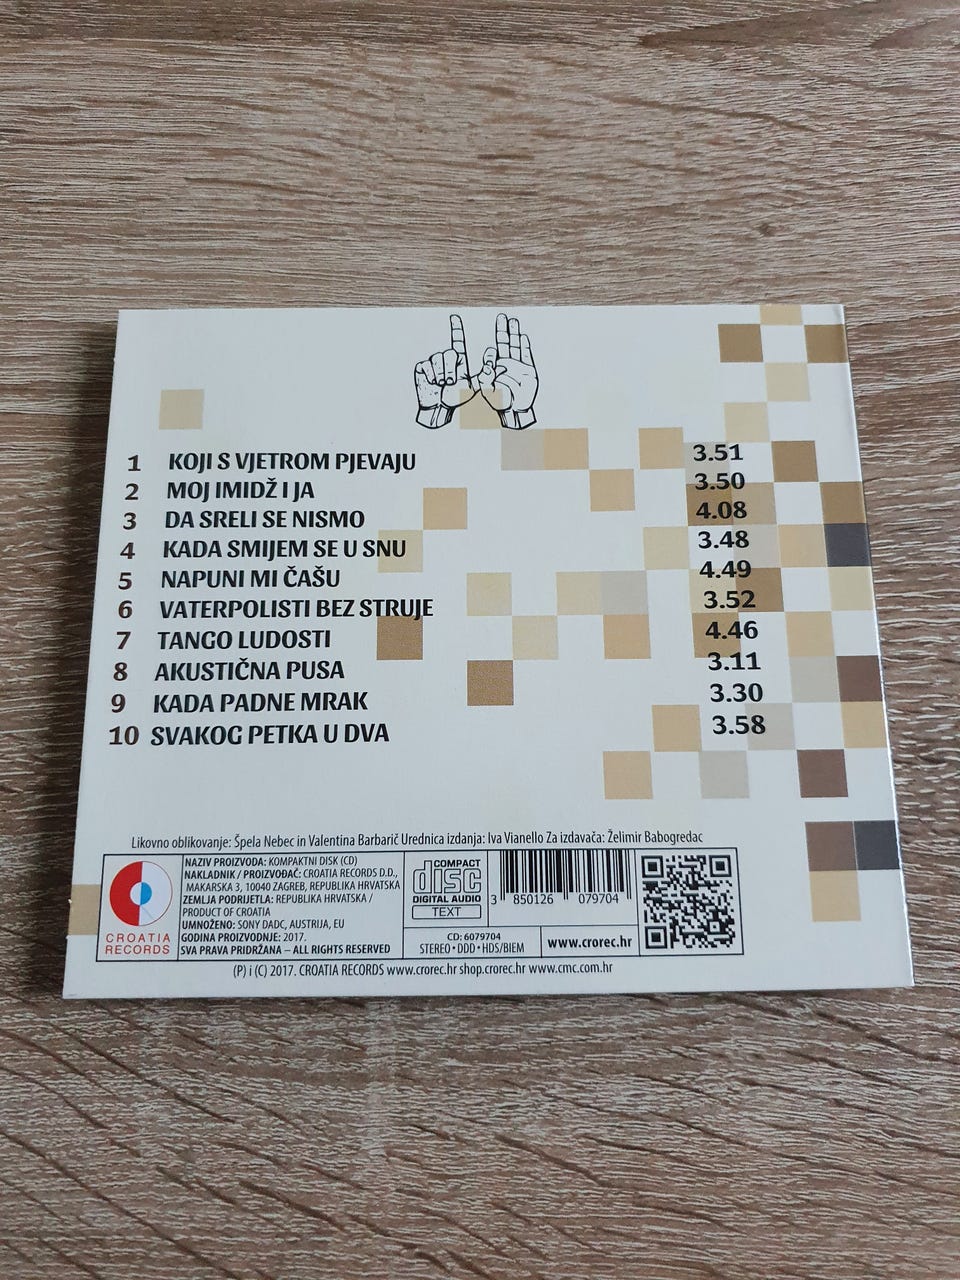 1 KOJI S VJETROM PJEVAJU 3.51
2 MOJ IMIDŽ I JA 3.50
3 DA SRELI SE NISMO 4.08
4 KADA SMIJEM SE U SNU 3.48
5 NAPUNI MI ČAŠU 4.49
6 VATERPOLISTI BEZ STRUJE 3.52
7 TANGO LUDOSTI 4.46
8 AKUSTIČNA PUSA 3.11
9 KADA PADNE MRAK 3.30
10 SVAKOG PETKA U DVA 3.58
Likovno oblikovanje: Špela Nebec in Valentina Barbarič Urednica izdanja: Iva Vianello Za izdavača: Želimir Babogredac
CROATIA
RECORDS
NAZIV PROIZVODA: KOMPAKTNI DISK (CD)
NAKLADNIK / PROIZVOĐAČ: CROATIA RECORDS D.D.,
MAKARSKA 3, 10040 ZAGREB, REPUBLIKA HRVATSKA
ZEMLJA PODRIJETLA: REPUBLIKA HRVATSKA /
PRODUCT OF CROATIA
UMNOŽENO: SONY DADC, AUSTRIJA, EU
GODINA PROIZVODNJE: 2017.
SVA PRAVA PRIDRŽANA – ALL RIGHTS RESERVED
COMPACT
disc
DIGITAL AUDIO
TEXT
3 850126 079704
CD: 6079704
STEREO • DDD • HDS/BIEM
www.crorec.hr
(P) i (C) 2017. CROATIA RECORDS www.crorec.hr shop.crorec.hr www.cmc.com.hr